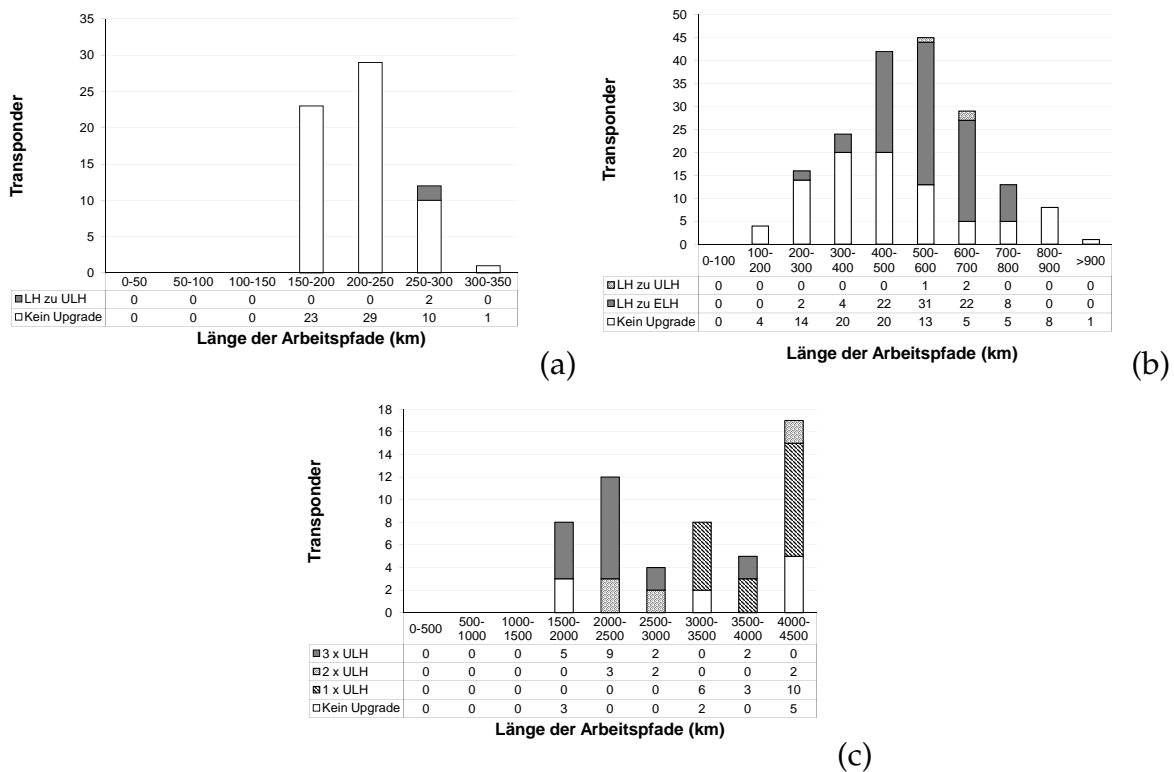 35
30
25
20
15
10
5
0
Transponder
0-50 50-100 100-150 150-200 200-250 250-300 300-350
LH zu ULH 0 0 0 0 0 2 0
Kein Upgrade 0 0 0 23 29 10 1
Länge der Arbeitspfade (km)
(a)
50
45
40
35
30
25
20
15
10
5
0
Transponder
0-100 100-200 200-300 300-400 400-500 500-600 600-700 700-800 800-900 >900
LH zu ULH 0 0 0 0 0 1 2 0 0 0
LH zu ELH 0 0 2 4 22 31 22 8 0 0
Kein Upgrade 0 4 14 20 20 13 5 5 8 1
Länge der Arbeitspfade (km)
(b)
18
16
14
12
10
8
6
4
2
0
Transponder
0-500 500-1000 1000-1500 1500-2000 2000-2500 2500-3000 3000-3500 3500-4000 4000-4500
3 x ULH 0 0 0 5 9 2 0 2 0
2 x ULH 0 0 0 0 3 2 0 0 2
1 x ULH 0 0 0 0 0 0 6 3 10
Kein Upgrade 0 0 0 3 0 0 2 0 5
Länge der Arbeitspfade (km)
(c)